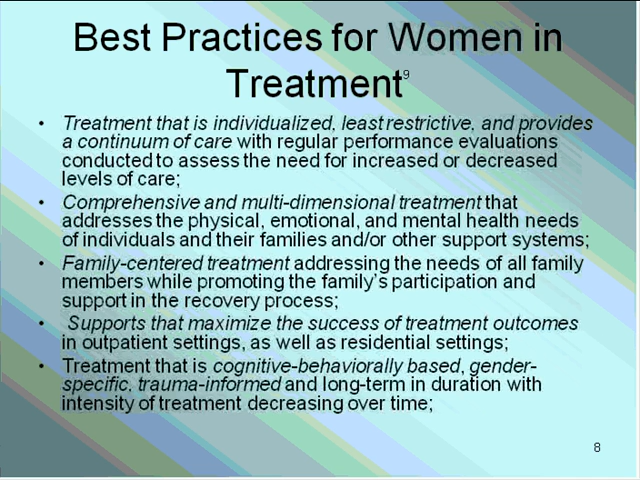 Best Practices for Women in
Treatment9
• Treatment that is individualized, least restrictive, and provides
a continuum of care with regular performance evaluations
conducted to assess the need for increased or decreased
levels of care;
• Comprehensive and multi-dimensional treatment that
addresses the physical, emotional, and mental health needs
of individuals and their families and/or other support systems;
• Family-centered treatment addressing the needs of all family
members while promoting the family's participation and
support in the recovery process;
• Supports that maximize the success of treatment outcomes
in outpatient settings, as well as residential settings;
• Treatment that is cognitive-behaviorally based, gender-
specific, trauma-informed and long-term in duration with
intensity of treatment decreasing over time;
8